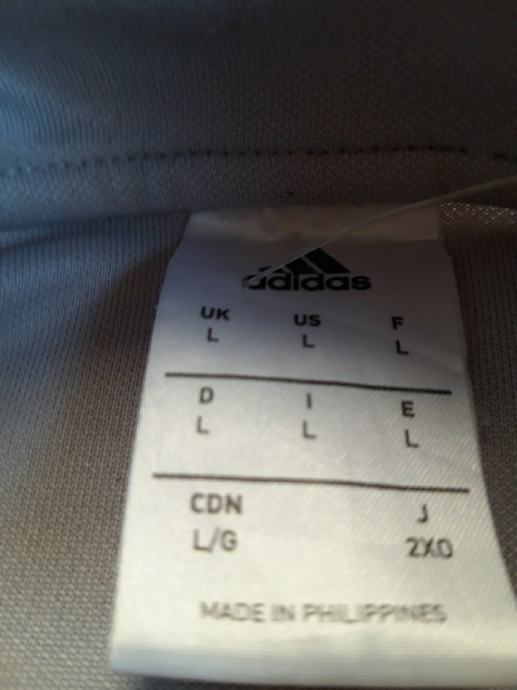 adidas
UK US F
L L L
D I E
L L L
CDN J
L/G 2XO
MADE IN PHILIPPINES